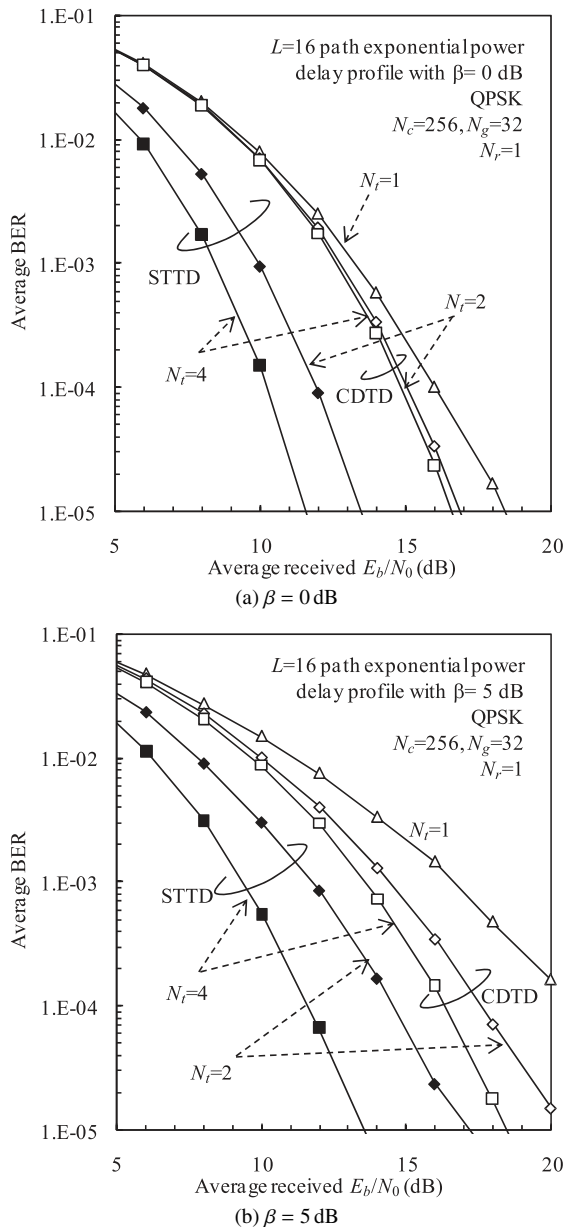 1.E-01
L=16 path exponential power
delay profile with β= 0 dB
QPSK
Nc=256, Ng=32
Nr=1
1.E-02
Nt=1
Average BER
1.E-03
STTD
Nt=2
Nt=4
CDTD
1.E-04
1.E-05
5 10 15 20
Average received Eb/N0 (dB)
(a) β = 0 dB
1.E-01
L=16 path exponential power
delay profile with β= 5 dB
QPSK
Nc=256, Ng=32
Nr=1
1.E-02
Nt=1
Average BER
1.E-03
STTD
Nt=4
CDTD
1.E-04
Nt=2
1.E-05
5 10 15 20
Average received Eb/N0 (dB)
(b) β = 5 dB